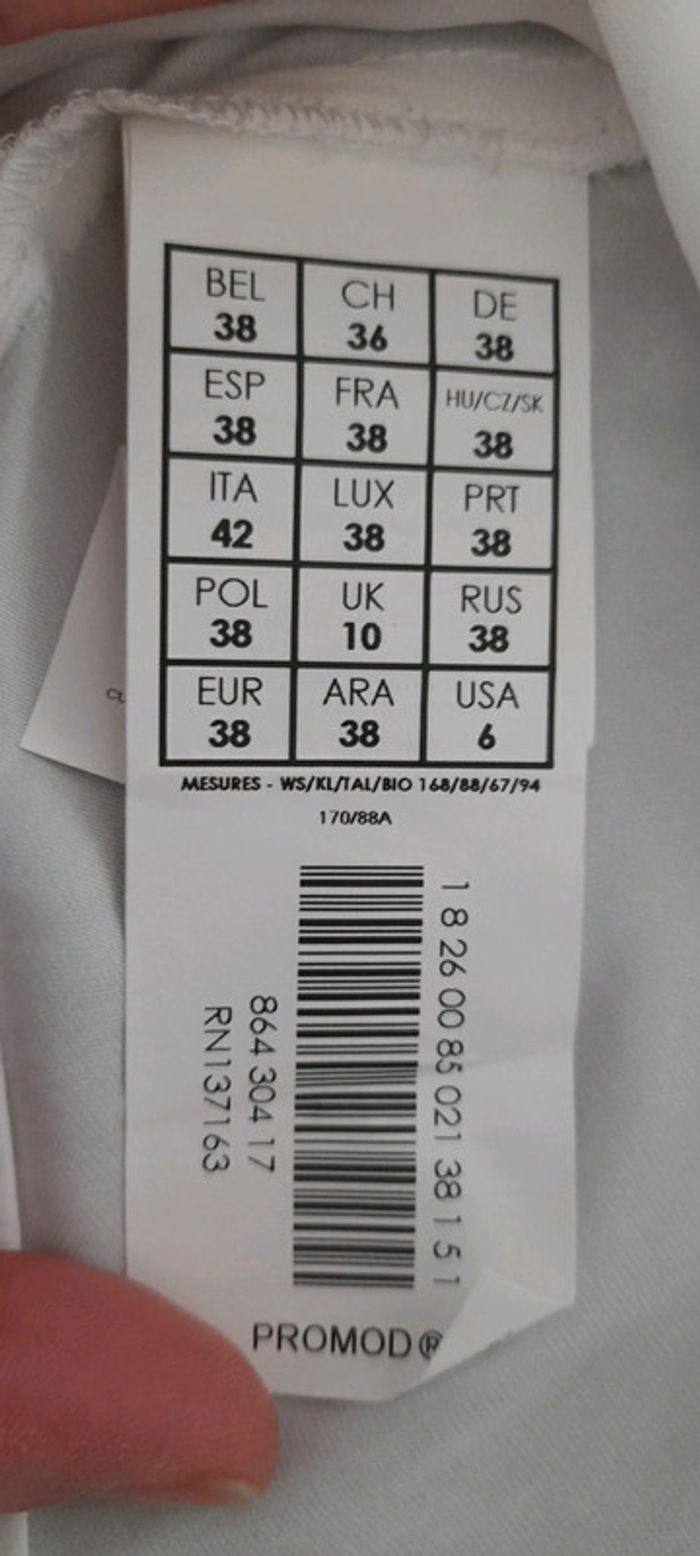 BEL CH DE
38 36 38
ESP FRA HU/CZ/SK
38 38 38
ITA LUX PRT
42 38 38
POL UK RUS
38 10 38
EUR ARA USA
38 38 6
MESURES - WS/KL/TAL/BIO 168/88/67/94
170/88A
1 8 26 00 85 021 38 1 5 1
864 304 17
RN137163
PROMOD®